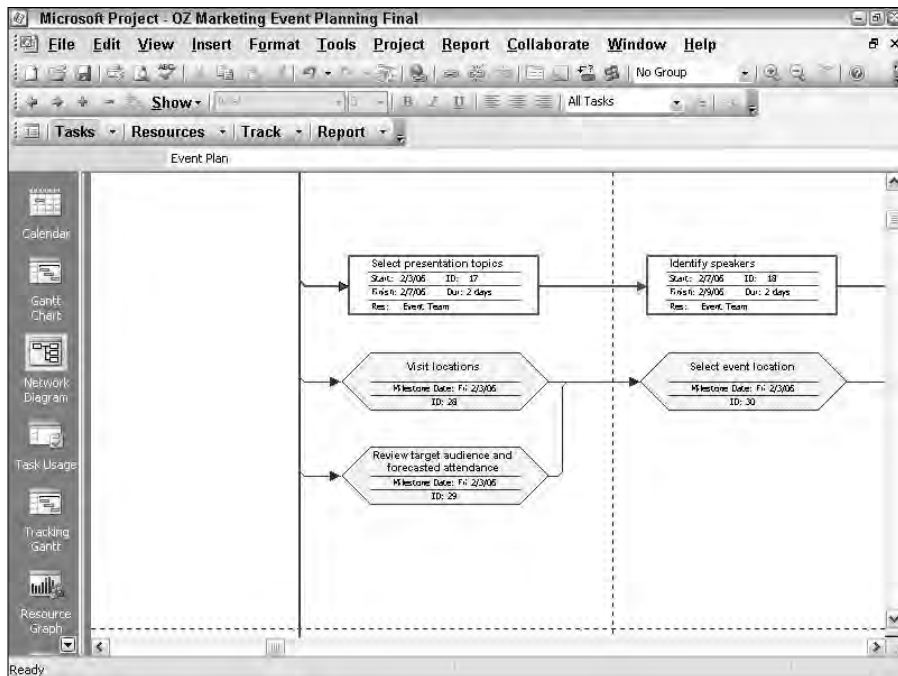 Microsoft Project - OZ Marketing Event Planning Final
File Edit View Insert Format Tools Project Report Collaborate Window Help
No Group
Show
B I U All Tasks
Tasks Resources Track Report
Event Plan
Calendar
Gantt
Chart
Network
Diagram
Task Usage
Tracking
Gantt
Resource
Graph
Select presentation topics
Start: 2/3/06 ID: 17
Finish: 2/7/06 Dur: 2 days
Res: Event Team
Identify speakers
Start: 2/7/06 ID: 18
Finish: 2/9/06 Dur: 2 days
Res: Event Team
Visit locations
Milestone Date: Fri 2/3/06
ID: 28
Select event location
Milestone Date: Fri 2/3/06
ID: 30
Review target audience and
forecasted attendance
Milestone Date: Fri 2/3/06
ID: 29
Ready